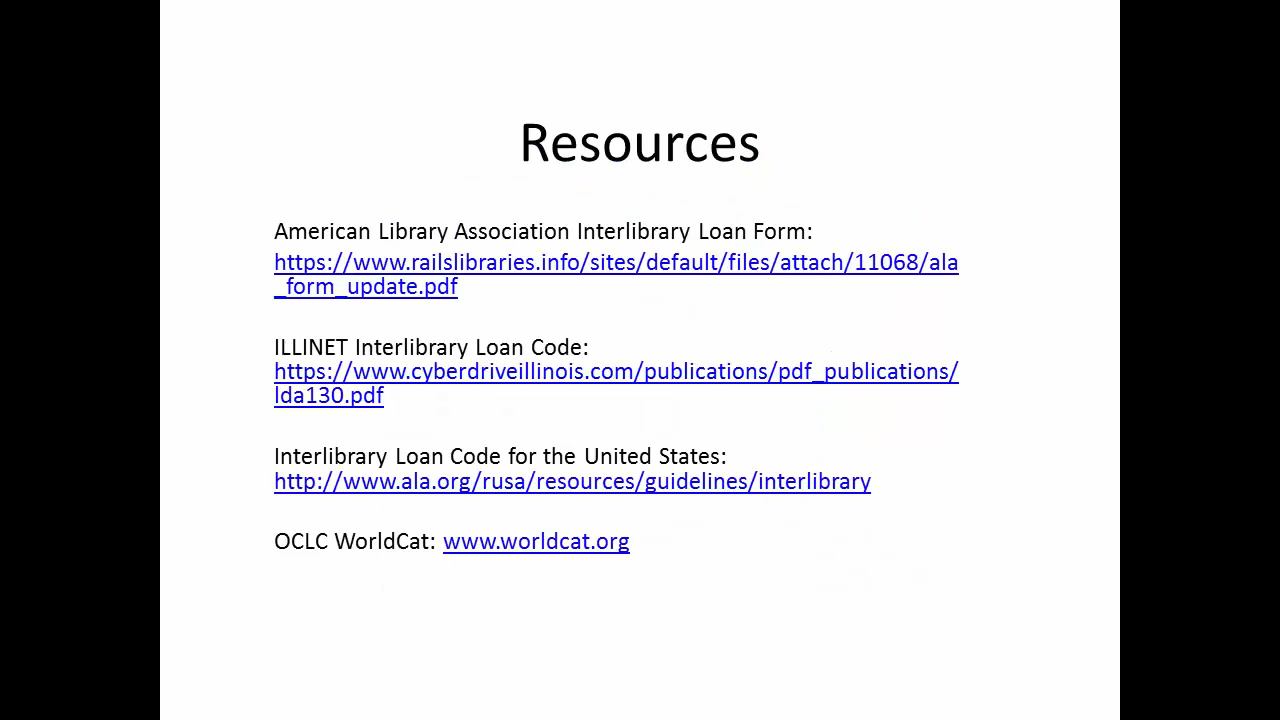 Resources
American Library Association Interlibrary Loan Form:
https://www.railslibraries.info/sites/default/files/attach/11068/ala
_form_update.pdf
ILLINET Interlibrary Loan Code:
https://www.cyberdriveillinois.com/publications/pdf_publications/
lda130.pdf
Interlibrary Loan Code for the United States:
http://www.ala.org/rusa/resources/guidelines/interlibrary
OCLC WorldCat: www.worldcat.org